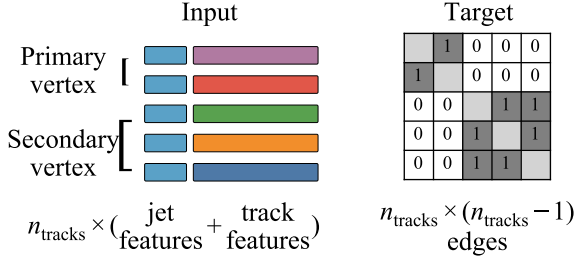 Input
Target
Primary
vertex
Secondary
vertex
1 0 0 0
1 0 0 0
0 0 1 1
0 0 1 1
0 0 1 1
n_tracks × (jet features + track features)
n_tracks × (n_tracks − 1)
edges